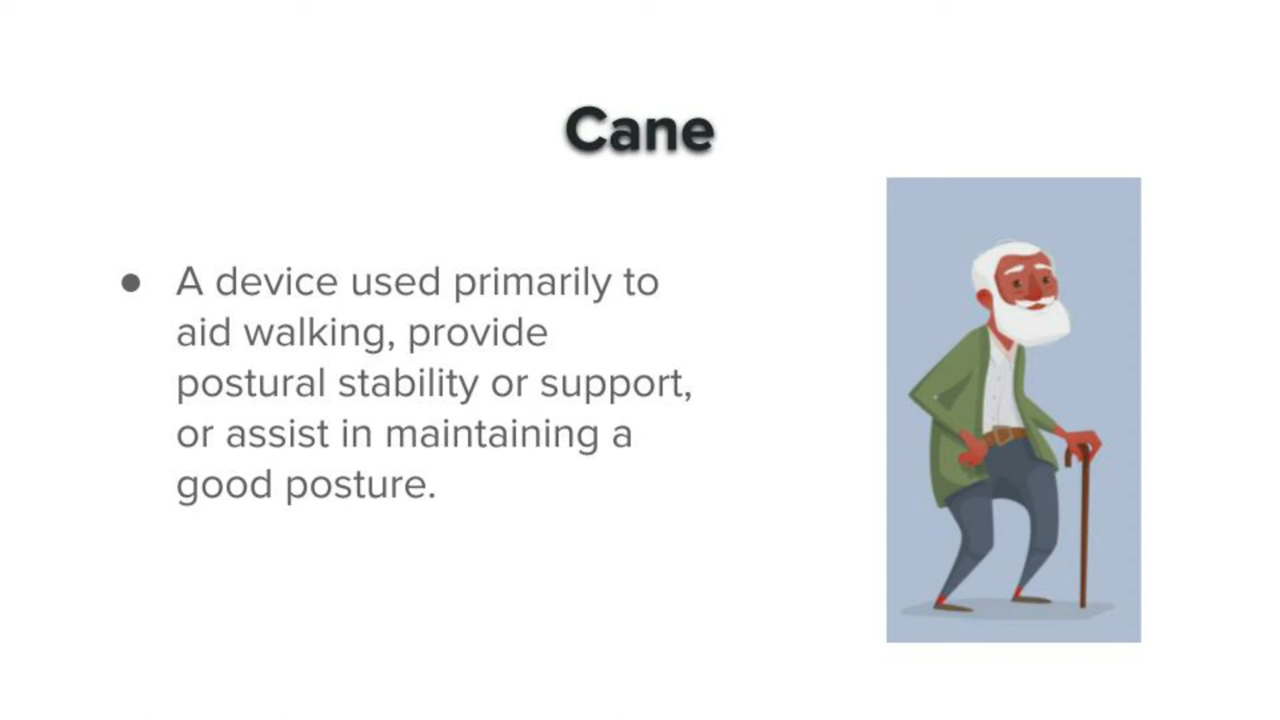 Cane
● A device used primarily to
aid walking, provide
postural stability or support,
or assist in maintaining a
good posture.